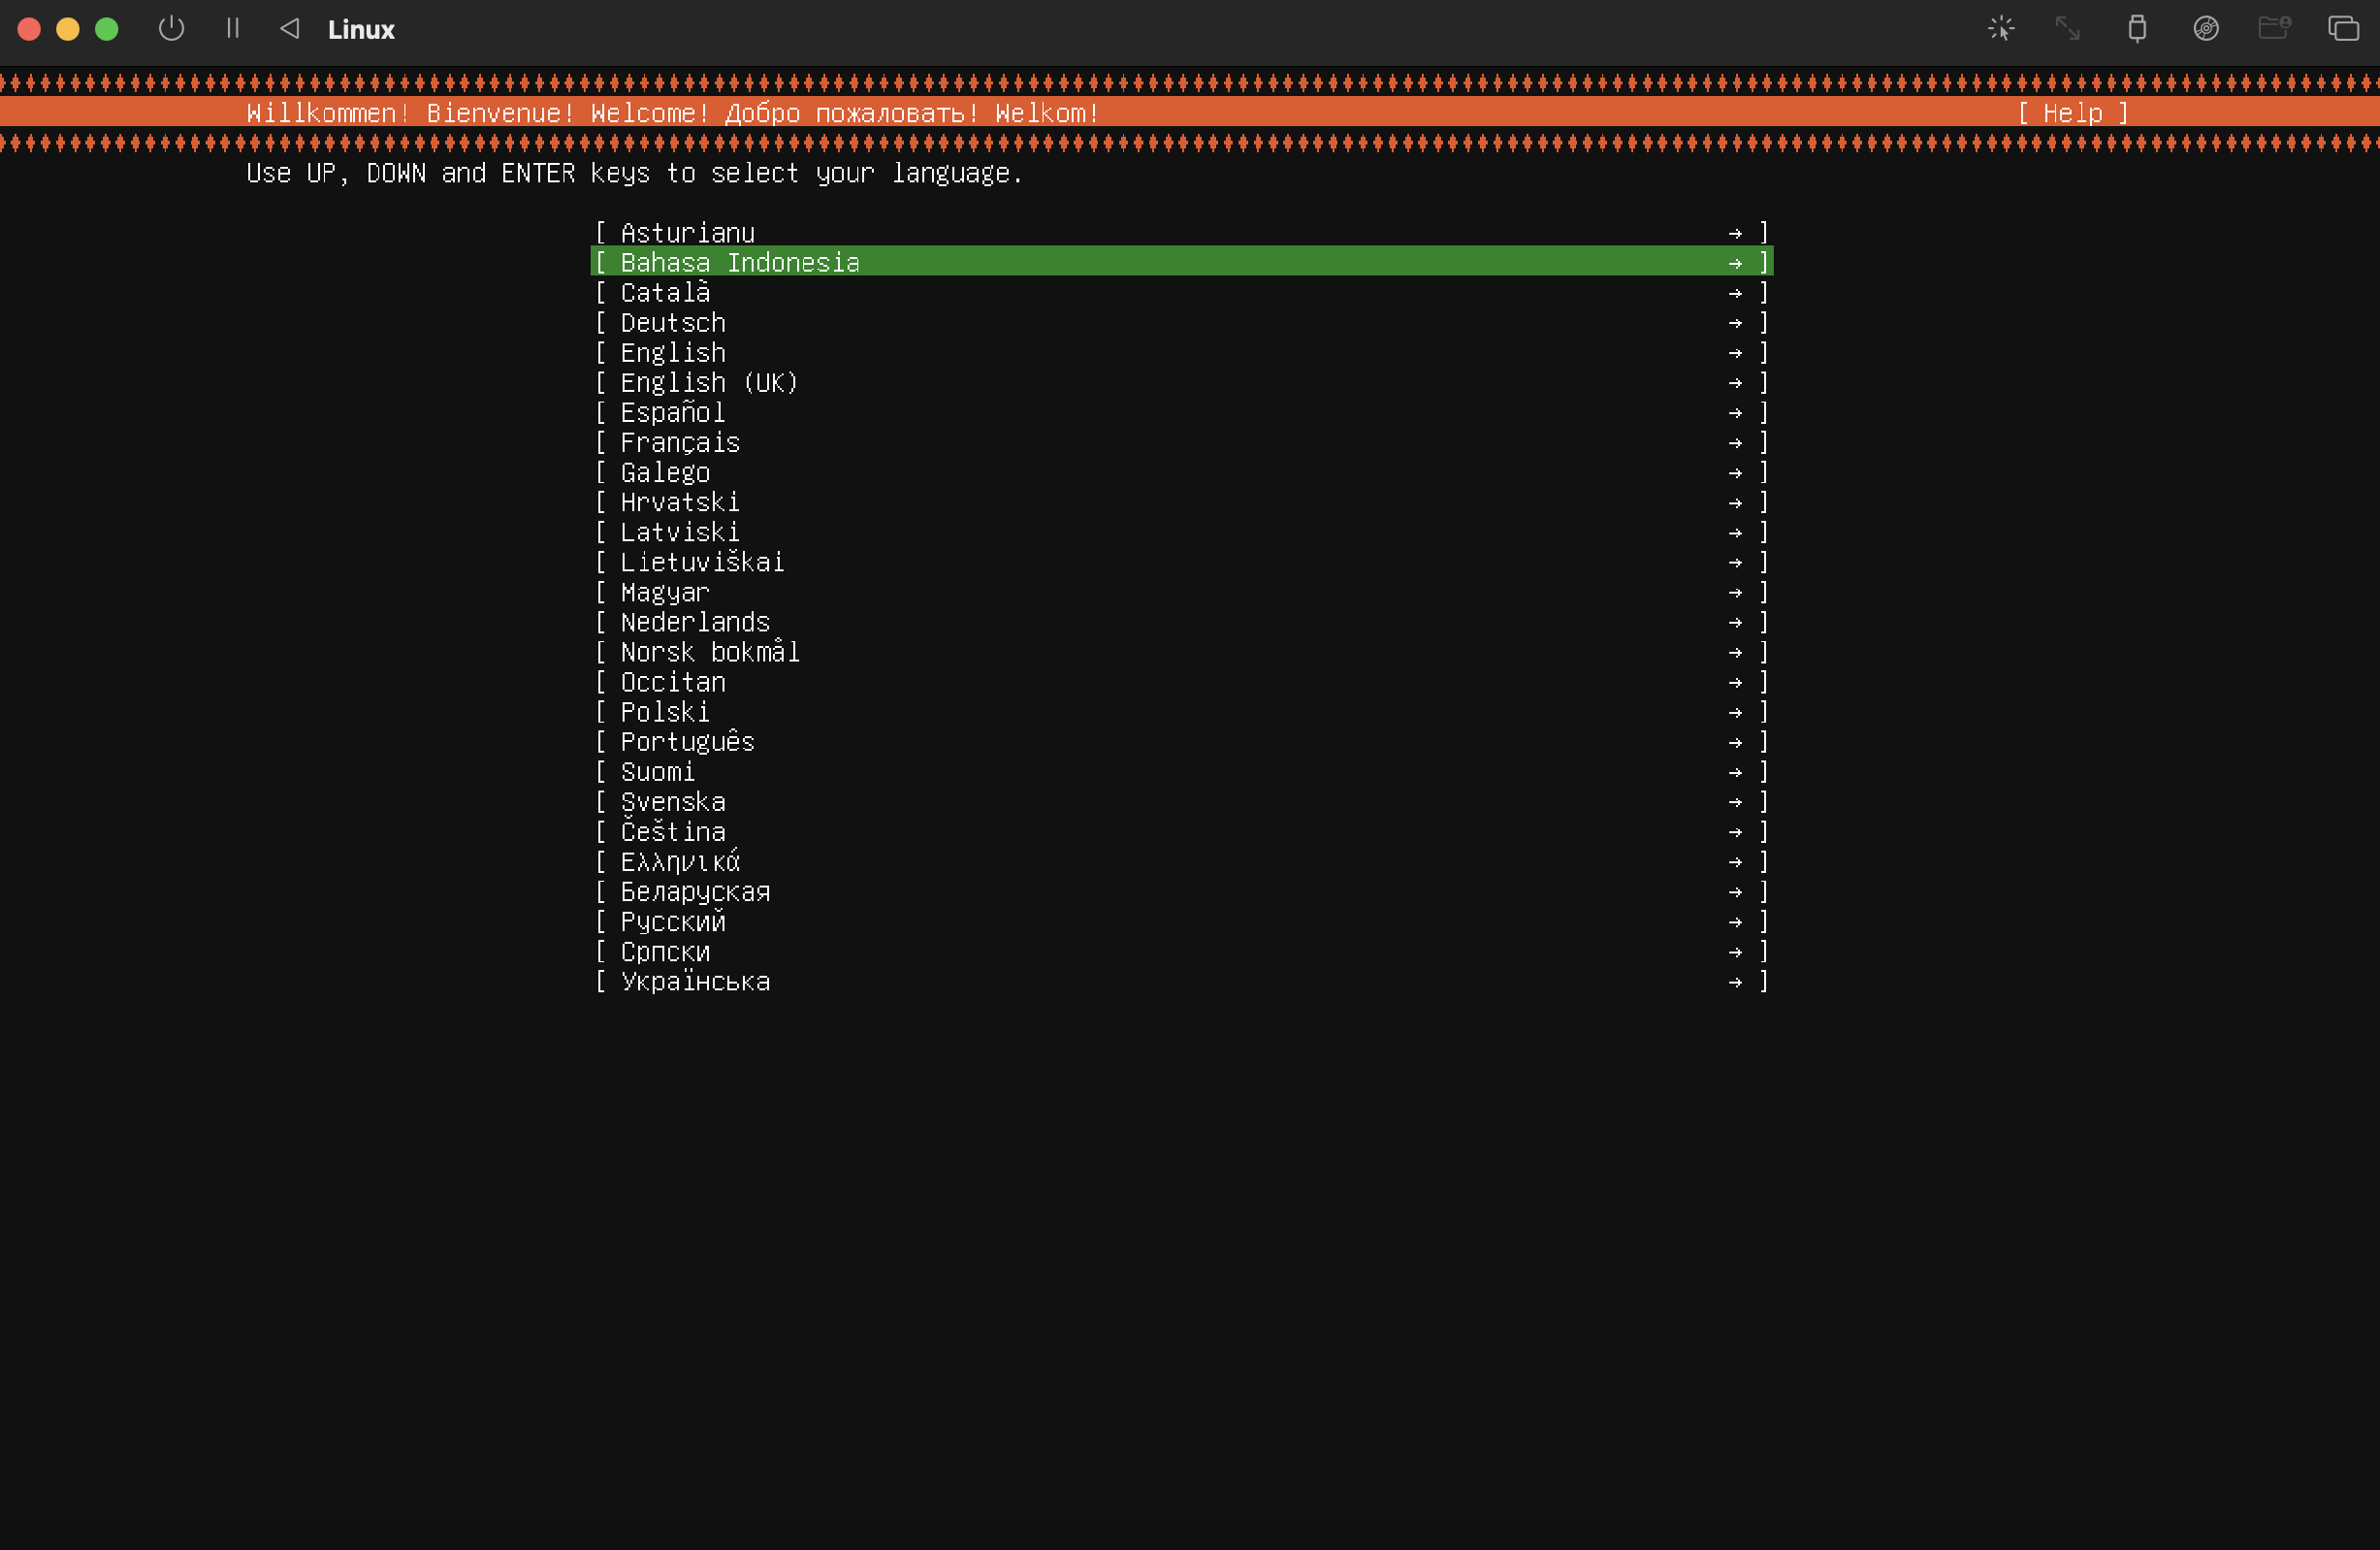 Linux
Willkommen! Bienvenue! Welcome! Добро пожаловать! Welkom! [ Help ]
Use UP, DOWN and ENTER keys to select your language.
[ Asturianu → ]
[ Bahasa Indonesia → ]
[ Català → ]
[ Deutsch → ]
[ English → ]
[ English (UK) → ]
[ Español → ]
[ Français → ]
[ Galego → ]
[ Hrvatski → ]
[ Latviski → ]
[ Lietuviškai → ]
[ Magyar → ]
[ Nederlands → ]
[ Norsk bokmål → ]
[ Occitan → ]
[ Polski → ]
[ Português → ]
[ Suomi → ]
[ Svenska → ]
[ Čeština → ]
[ Ελληνικά → ]
[ Беларуская → ]
[ Русский → ]
[ Српски → ]
[ Українська → ]